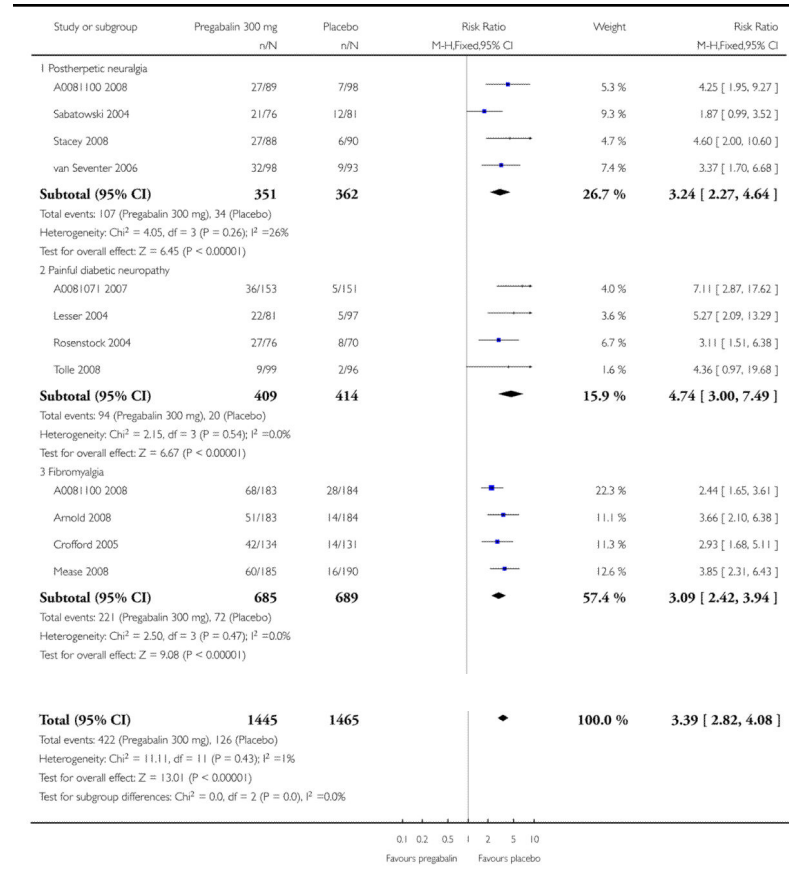 Study or subgroup Pregabalin 300 mg Placebo Risk Ratio Weight Risk Ratio
n/N n/N M-H,Fixed,95% CI M-H,Fixed,95% CI
1 Postherpetic neuralgia
A0081100 2008 27/89 7/98 5.3 % 4.25 [ 1.95, 9.27 ]
Sabatowski 2004 21/76 12/81 9.3 % 1.87 [ 0.99, 3.52 ]
Stacey 2008 27/88 6/90 4.7 % 4.60 [ 2.00, 10.60 ]
van Seventer 2006 32/98 9/93 7.4 % 3.37 [ 1.70, 6.68 ]
Subtotal (95% CI) 351 362 26.7 % 3.24 [ 2.27, 4.64 ]
Total events: 107 (Pregabalin 300 mg), 34 (Placebo)
Heterogeneity: Chi² = 4.05, df = 3 (P = 0.26); I² =26%
Test for overall effect: Z = 6.45 (P < 0.00001)
2 Painful diabetic neuropathy
A0081071 2007 36/153 5/151 4.0 % 7.11 [ 2.87, 17.62 ]
Lesser 2004 22/81 5/97 3.6 % 5.27 [ 2.09, 13.29 ]
Rosenstock 2004 27/76 8/70 6.7 % 3.11 [ 1.51, 6.38 ]
Tolle 2008 9/99 2/96 1.6 % 4.36 [ 0.97, 19.68 ]
Subtotal (95% CI) 409 414 15.9 % 4.74 [ 3.00, 7.49 ]
Total events: 94 (Pregabalin 300 mg), 20 (Placebo)
Heterogeneity: Chi² = 2.15, df = 3 (P = 0.54); I² =0.0%
Test for overall effect: Z = 6.67 (P < 0.00001)
3 Fibromyalgia
A0081100 2008 68/183 28/184 22.3 % 2.44 [ 1.65, 3.61 ]
Arnold 2008 51/183 14/184 11.1 % 3.66 [ 2.10, 6.38 ]
Crofford 2005 42/134 14/131 11.3 % 2.93 [ 1.68, 5.11 ]
Mease 2008 60/185 16/190 12.6 % 3.85 [ 2.31, 6.43 ]
Subtotal (95% CI) 685 689 57.4 % 3.09 [ 2.42, 3.94 ]
Total events: 221 (Pregabalin 300 mg), 72 (Placebo)
Heterogeneity: Chi² = 2.50, df = 3 (P = 0.47); I² =0.0%
Test for overall effect: Z = 9.08 (P < 0.00001)
Total (95% CI) 1445 1465 100.0 % 3.39 [ 2.82, 4.08 ]
Total events: 422 (Pregabalin 300 mg), 126 (Placebo)
Heterogeneity: Chi² = 11.11, df = 11 (P = 0.43); I² =1%
Test for overall effect: Z = 13.01 (P < 0.00001)
Test for subgroup differences: Chi² = 0.0, df = 2 (P = 0.0), I² =0.0%
0.1 0.2 0.5 1 2 5 10
Favours pregabalin Favours placebo